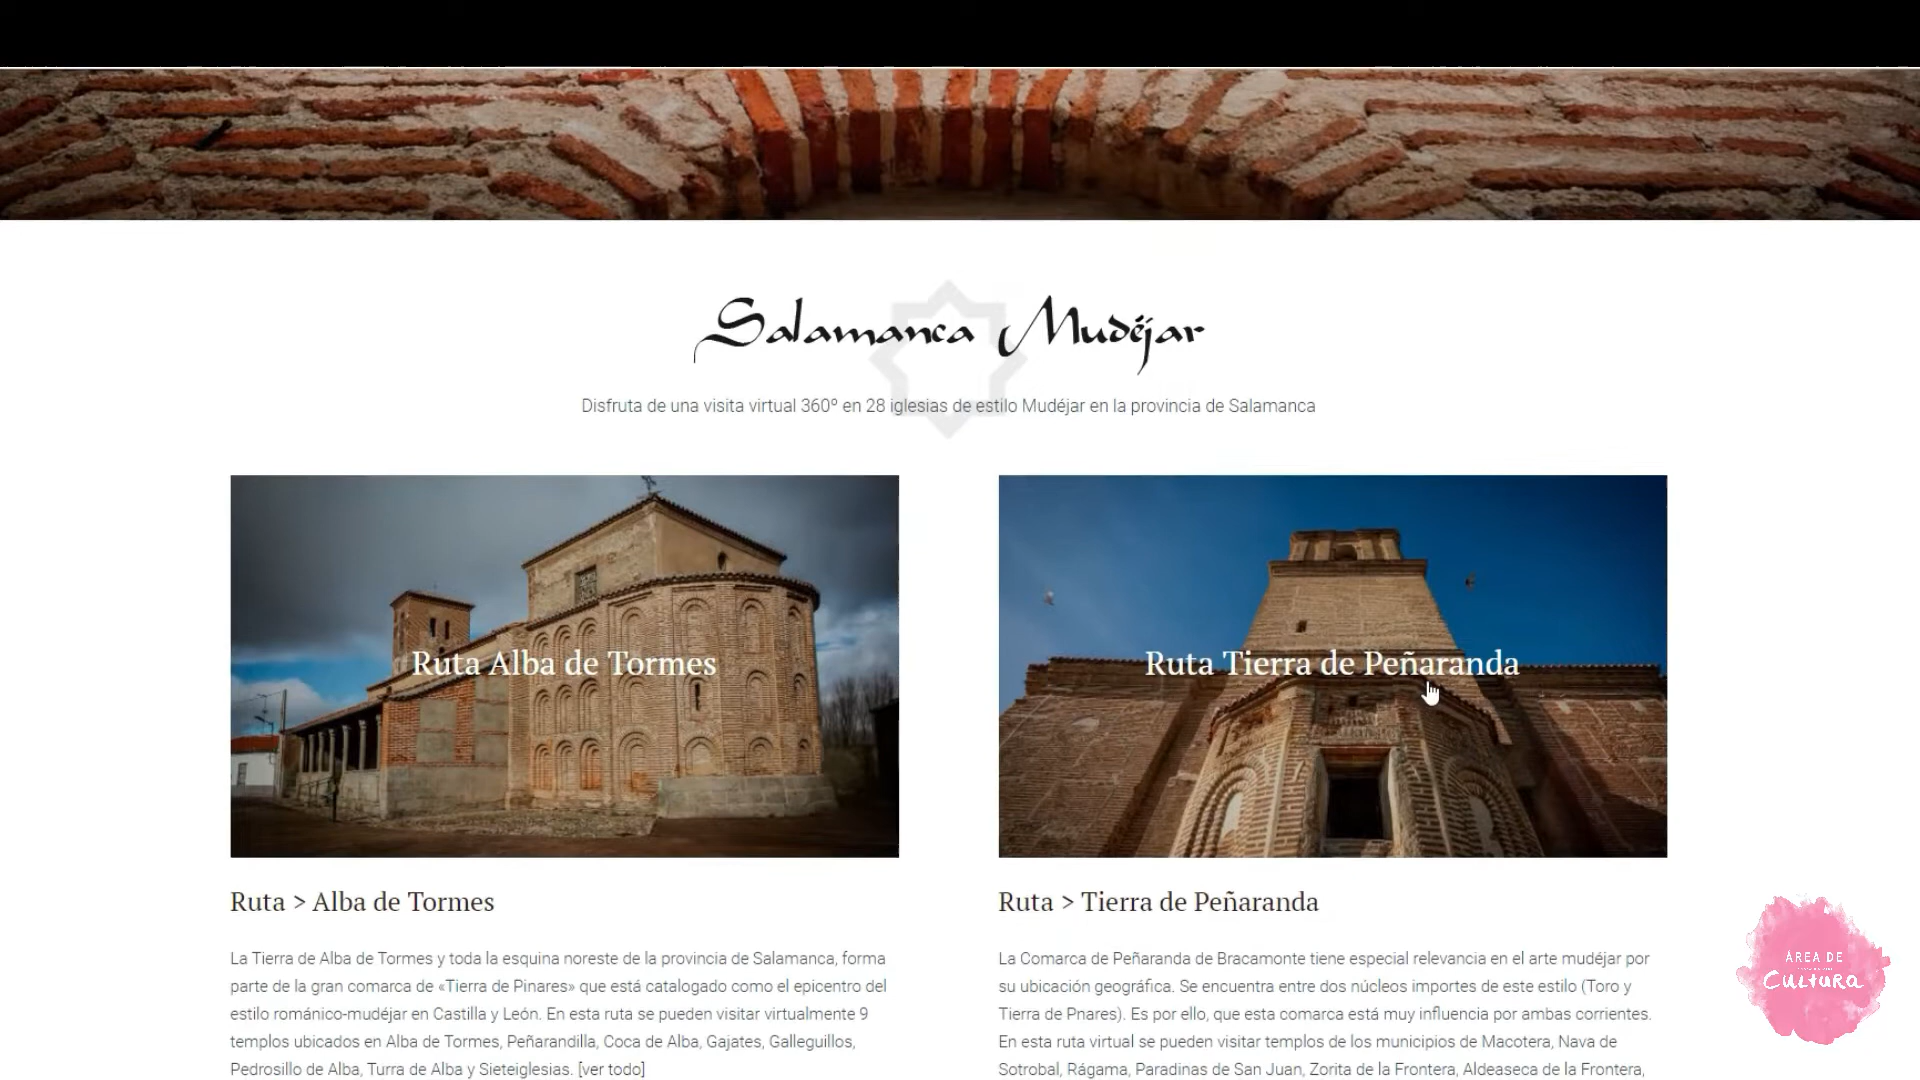 Salamanca Mudéjar
Disfruta de una visita virtual 360º en 28 iglesias de estilo Mudéjar en la provincia de Salamanca
Ruta Alba de Tormes
Ruta > Alba de Tormes
La Tierra de Alba de Tormes y toda la esquina noreste de la provincia de Salamanca, forma
parte de la gran comarca de «Tierra de Pinares» que está catalogado como el epicentro del
estilo románico-mudéjar en Castilla y León. En esta ruta se pueden visitar virtualmente 9
templos ubicados en Alba de Tormes, Peñarandilla, Coca de Alba, Gajates, Galleguillos,
Pedrosillo de Alba, Turra de Alba y Sieteiglesias. [ver todo]
Ruta Tierra de Peñaranda
Ruta > Tierra de Peñaranda
La Comarca de Peñaranda de Bracamonte tiene especial relevancia en el arte mudéjar por
su ubicación geográfica. Se encuentra entre dos núcleos importes de este estilo (Toro y
Tierra de Pnares). Es por ello, que esta comarca está muy influencia por ambas corrientes.
En esta ruta virtual se pueden visitar templos de los municipios de Macotera, Nava de
Sotrobal, Rágama, Paradinas de San Juan, Zorita de la Frontera, Aldeaseca de la Frontera,
ÁREA DE
CULTURA